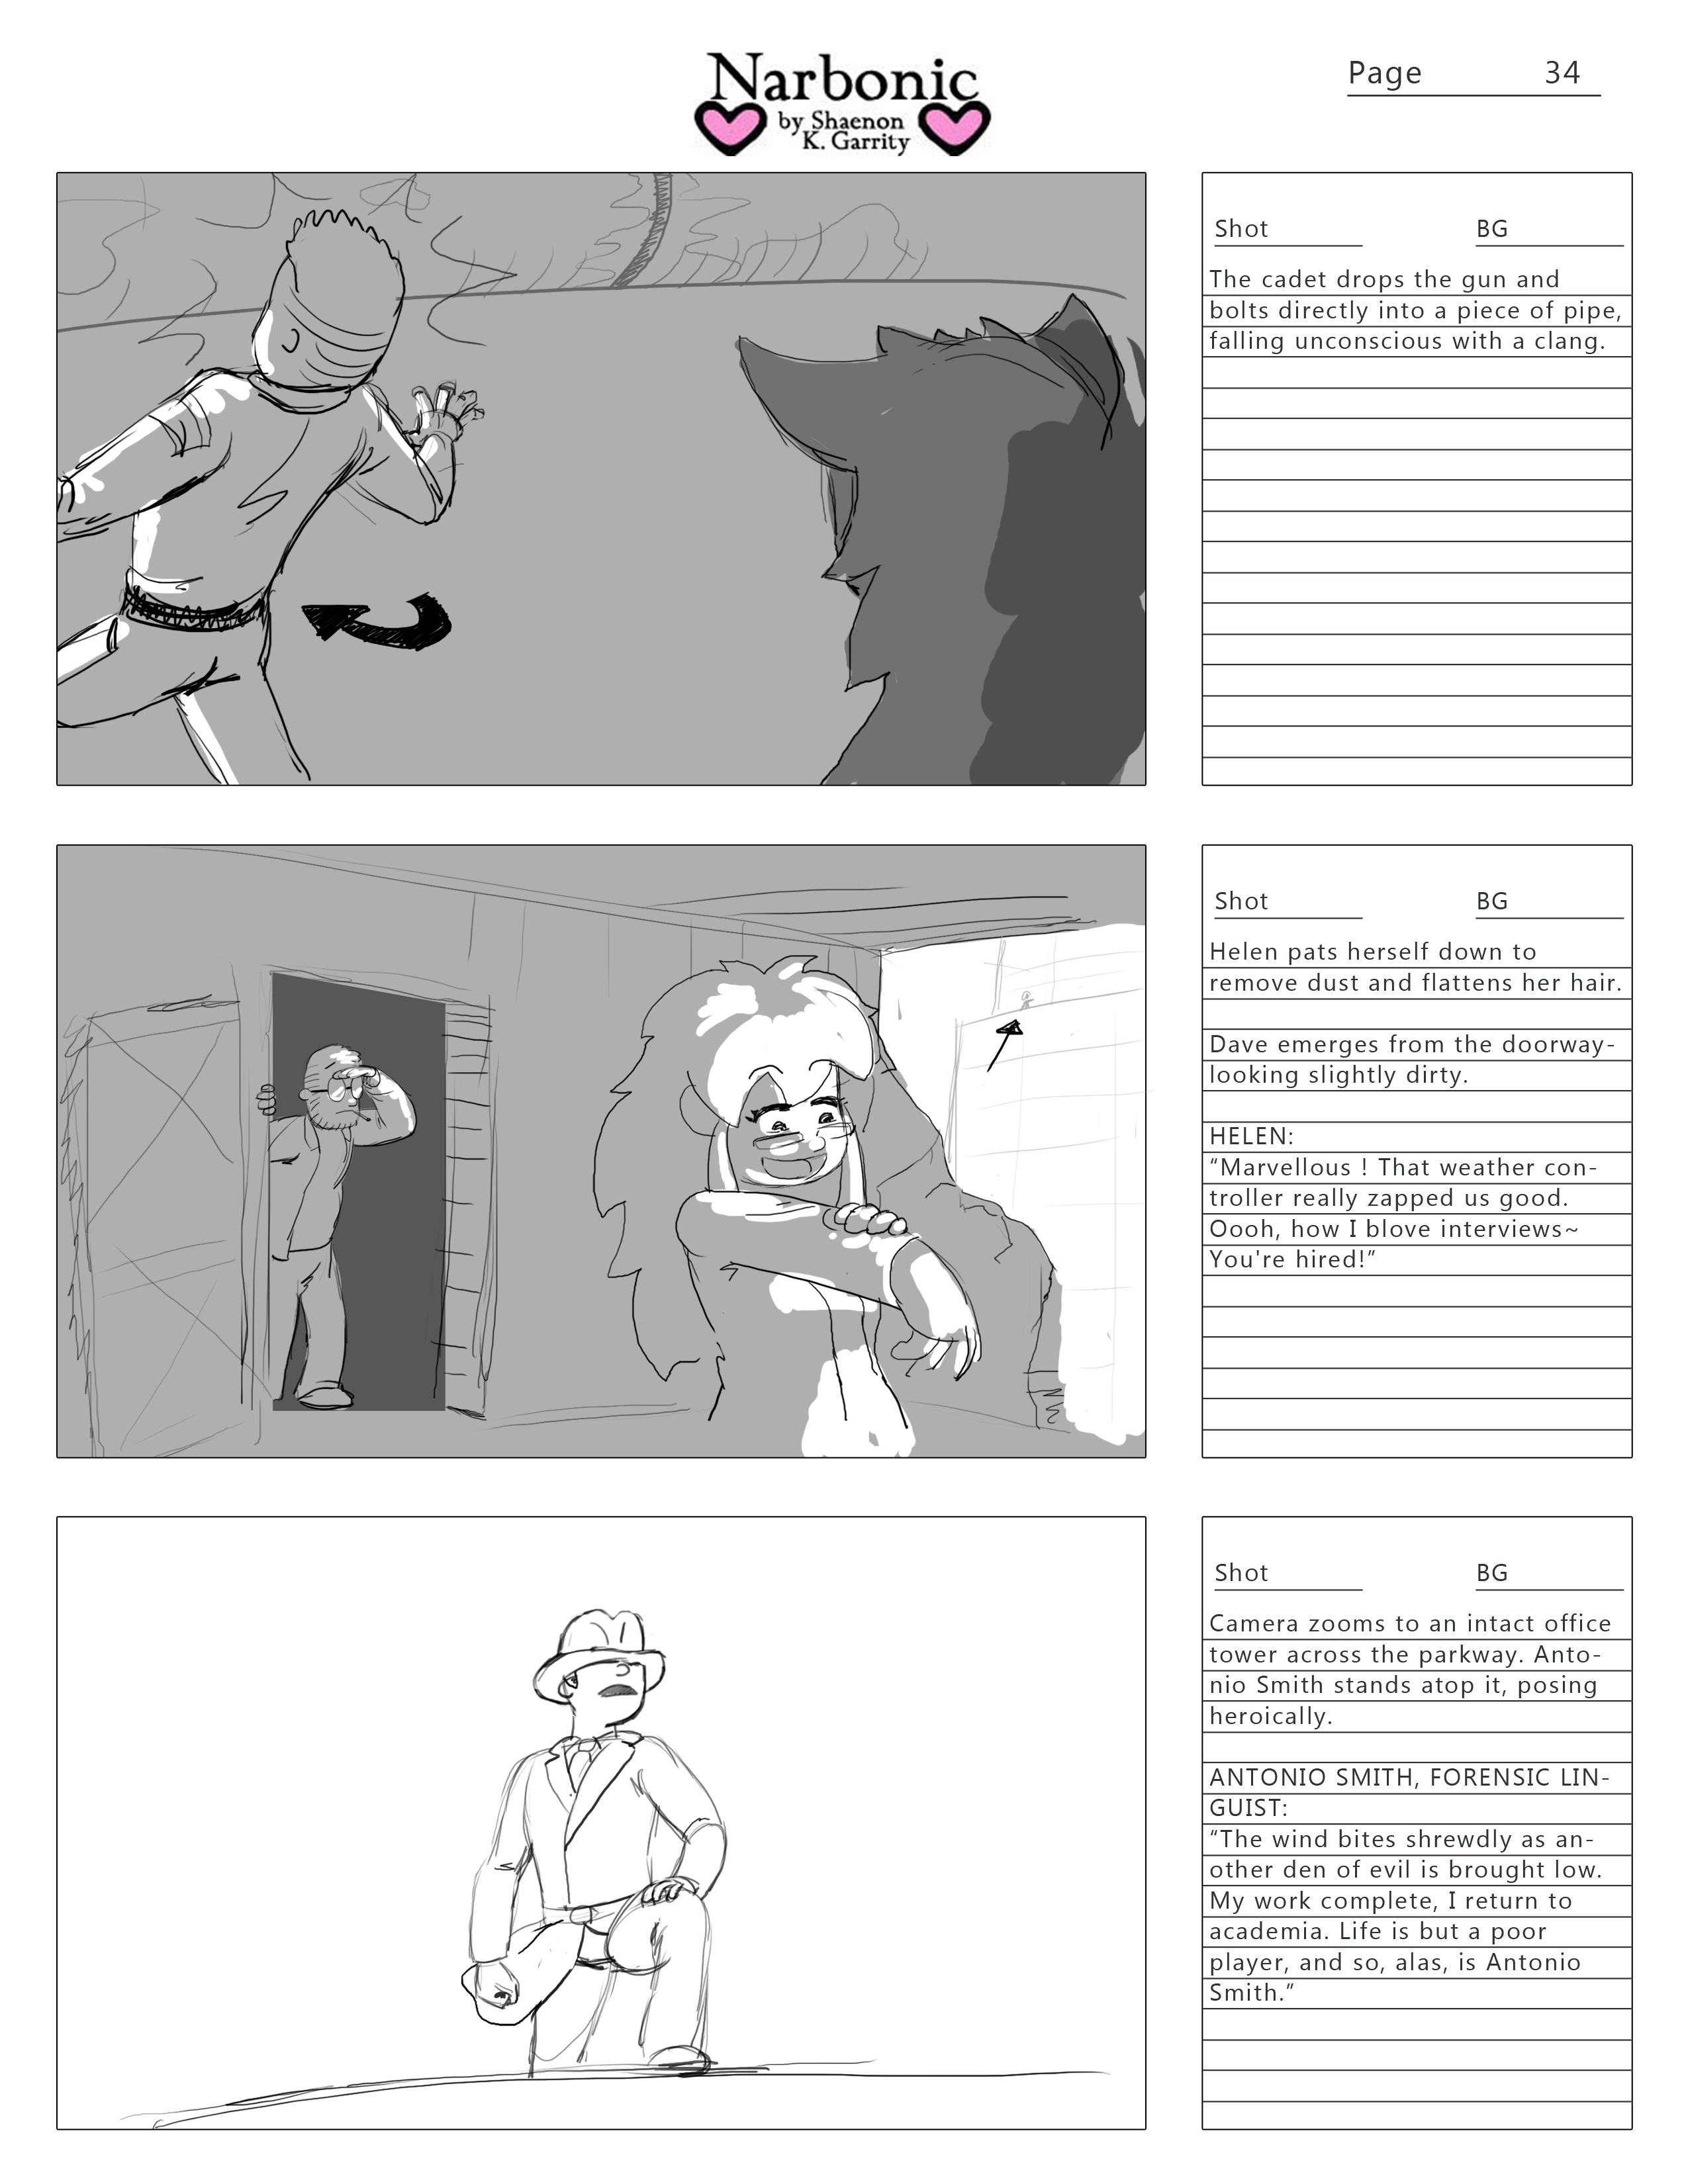 Narbonic
by Shaenon
K. Garrity
Page 34
Shot BG
The cadet drops the gun and
bolts directly into a piece of pipe,
falling unconscious with a clang.
Shot BG
Helen pats herself down to
remove dust and flattens her hair.
Dave emerges from the doorway-
looking slightly dirty.
HELEN:
“Marvellous ! That weather con-
troller really zapped us good.
Oooh, how I blove interviews~
You're hired!”
Shot BG
Camera zooms to an intact office
tower across the parkway. Anto-
nio Smith stands atop it, posing
heroically.
ANTONIO SMITH, FORENSIC LIN-
GUIST:
“The wind bites shrewdly as an-
other den of evil is brought low.
My work complete, I return to
academia. Life is but a poor
player, and so, alas, is Antonio
Smith.”